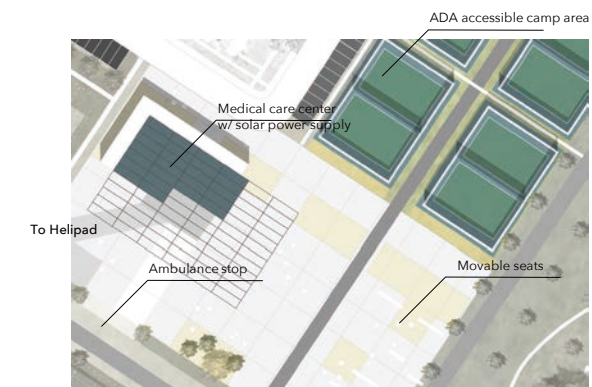 ADA accessible camp area
Medical care center
w/ solar power supply
To Helipad
Ambulance stop
Movable seats